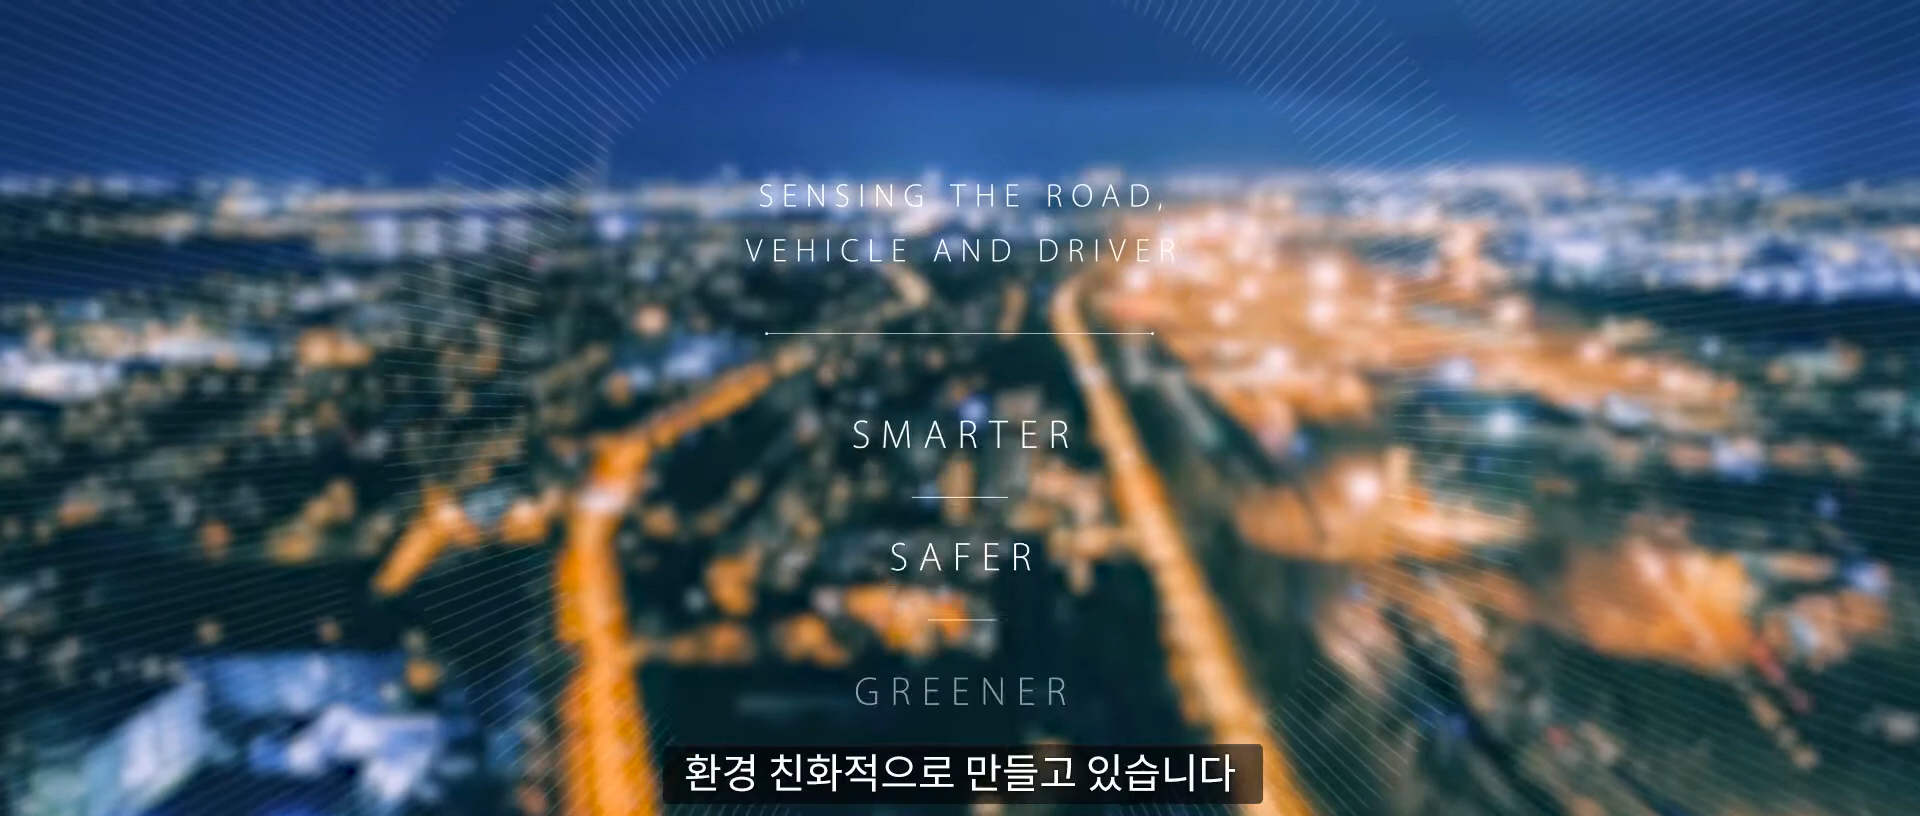 SENSING THE ROAD,
VEHICLE AND DRIVER
SMARTER
SAFER
GREENER
환경 친화적으로 만들고 있습니다